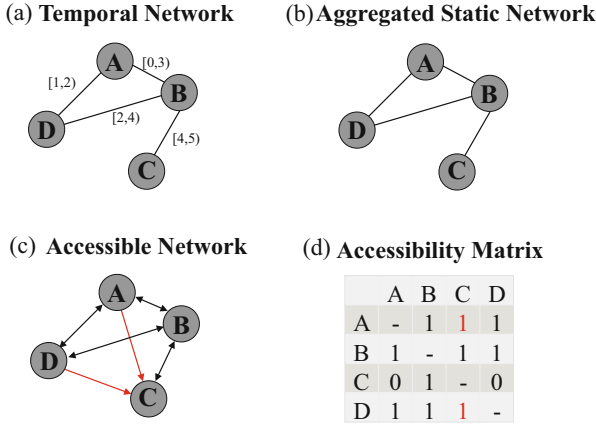 (a) Temporal Network
A
[0,3)
[1,2)
B
D
[2,4)
[4,5)
C
(b) Aggregated Static Network
A
B
D
C
(c) Accessible Network
A
B
D
C
(d) Accessibility Matrix
A B C D
A - 1 1 1
B 1 - 1 1
C 0 1 - 0
D 1 1 1 -